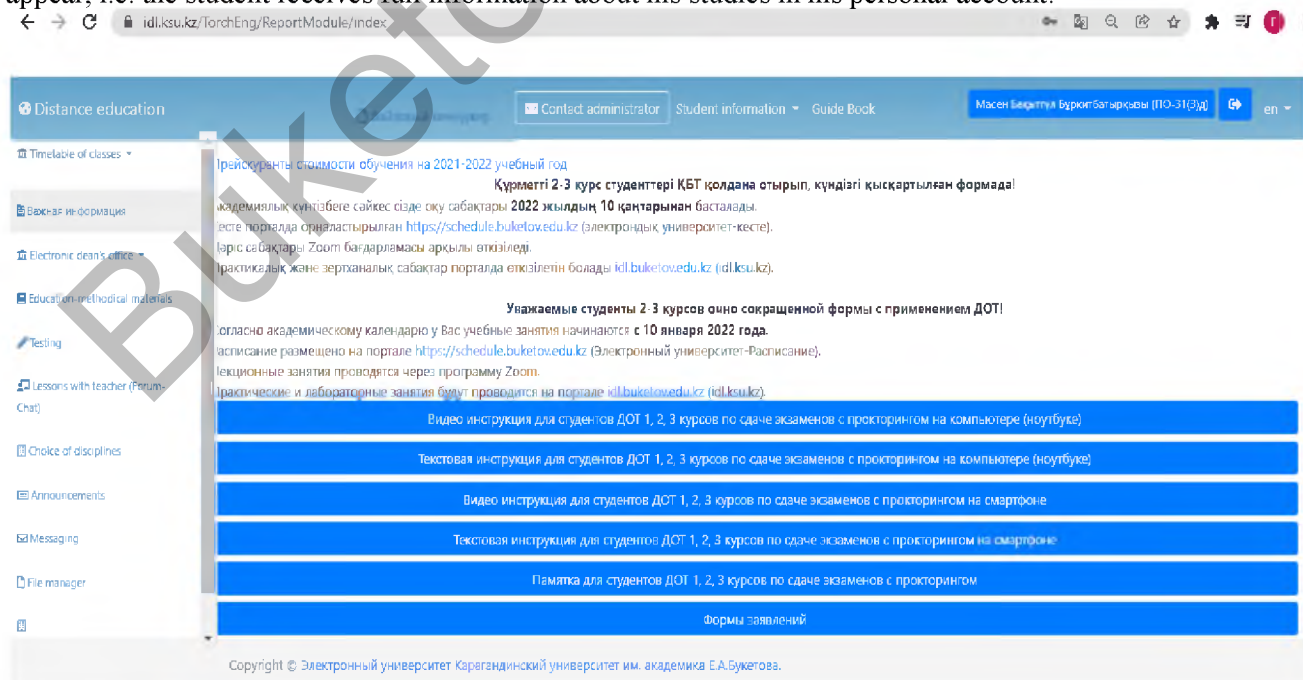 appear, i.e. the student receives full information about his studies in his personal account.
idl.ksu.kz/TorchEng/ReportModule/index
Distance education
Contact administrator Student information Guide Book
Масен Бақытгүл Бұркитбатырқызы (ПО-31(3)д)
en
Timetable of classes
Важная информация
Electronic dean's office
Education-methodical materials
Testing
Lessons with teacher (Forum-
Chat)
Choice of disciplines
Announcements
Messaging
File manager
рейскуранты стоимости обучения на 2021-2022 учебный год
Құрметті 2-3 курс студенттері ҚБТ қолдана отырып, күндізгі қысқартылған формада!
кадемиялық күнтізбеге сәйкес сізде оқу сабақтары 2022 жылдың 10 қаңтарынан басталады.
есте порталда орналастырылған https://schedule.buketov.edu.kz (электрондық университет-кесте).
әріс сабақтары Zoom бағдарламасы арқылы өткізіледі.
рактикалық және зертханалық сабақтар порталда өткізілетін болады idl.buketov.edu.kz (idl.ksu.kz).
Уважаемые студенты 2-3 курсов очно сокращенной формы с применением ДОТ!
огласно академическому календарю у Вас учебные занятия начинаются с 10 января 2022 года.
асписание размещено на портале https://schedule.buketov.edu.kz (Электронный университет-Расписание).
екционные занятия проводятся через программу Zoom.
рактические и лабораторные занятия будут проводится на портале idl.buketov.edu.kz (idl.ksu.kz).
Видео инструкция для студентов ДОТ 1, 2, 3 курсов по сдаче экзаменов с прокторингом на компьютере (ноутбуке)
Текстовая инструкция для студентов ДОТ 1, 2, 3 курсов по сдаче экзаменов с прокторингом на компьютере (ноутбуке)
Видео инструкция для студентов ДОТ 1, 2, 3 курсов по сдаче экзаменов с прокторингом на смартфоне
Текстовая инструкция для студентов ДОТ 1, 2, 3 курсов по сдаче экзаменов с прокторингом на смартфоне
Памятка для студентов ДОТ 1, 2, 3 курсов по сдаче экзаменов с прокторингом
Формы заявлений
Copyright © Электронный университет Карагандинский университет им. академика Е.А.Букетова.